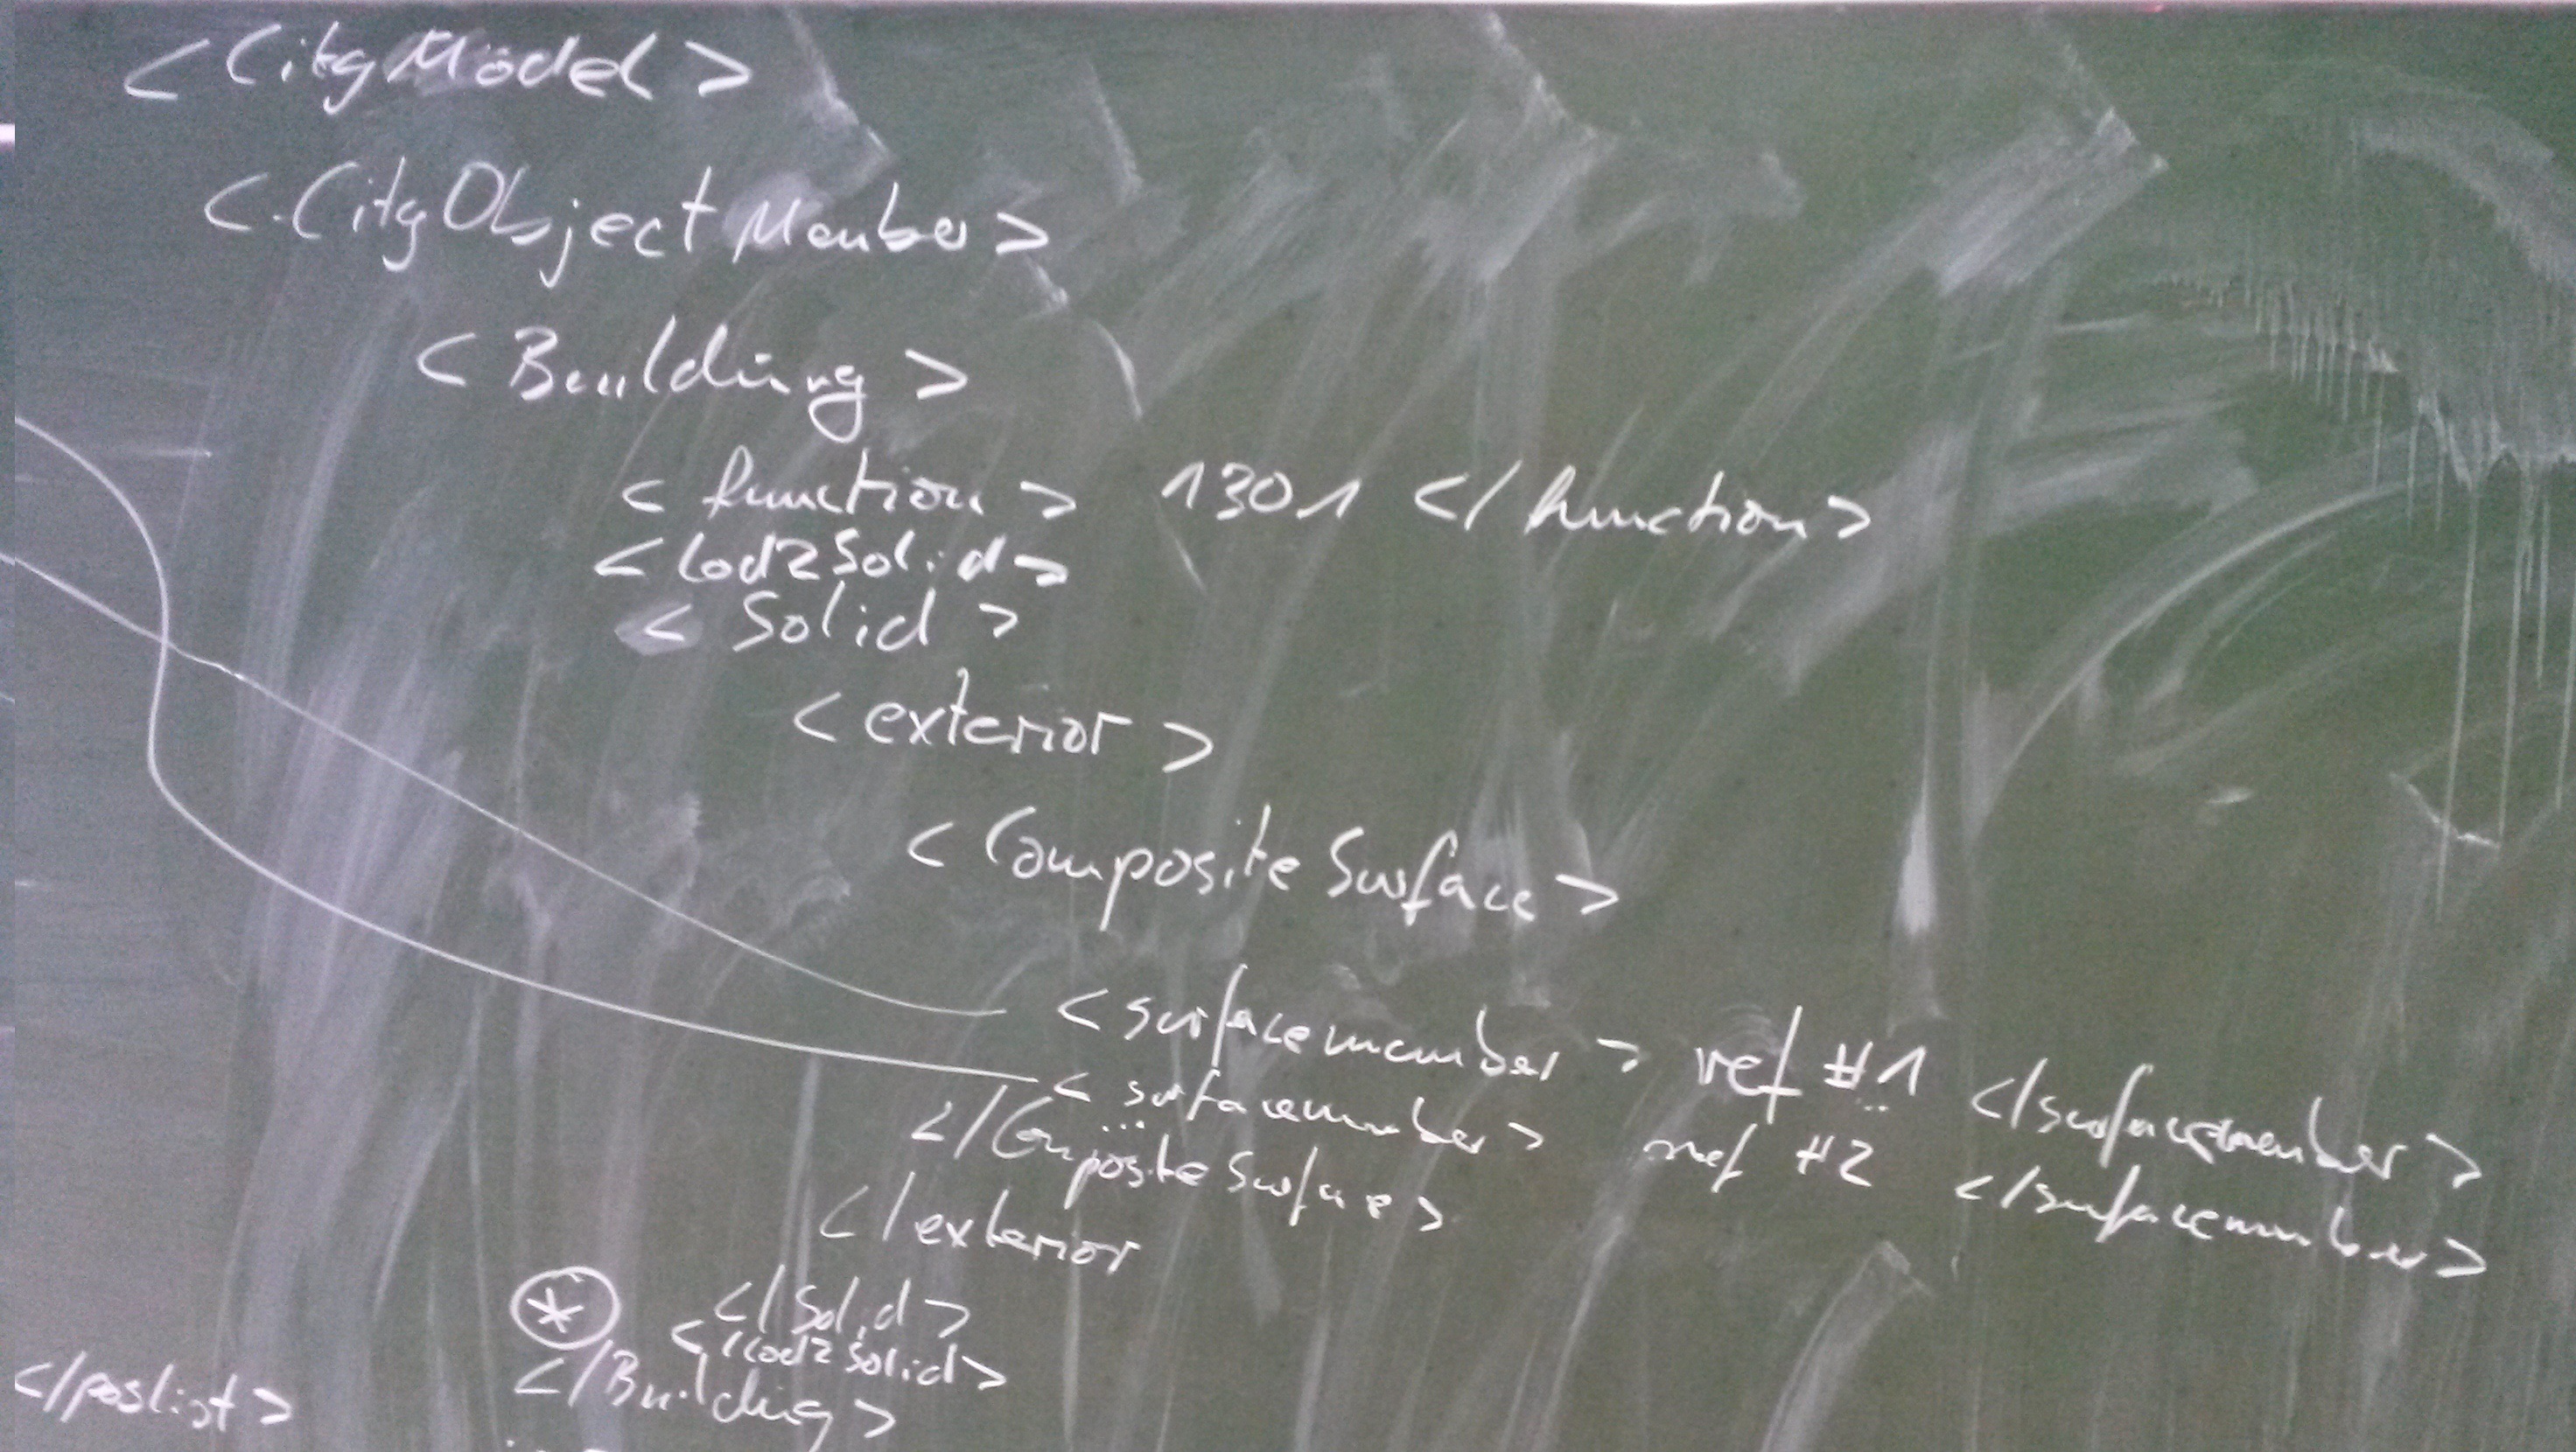 <CityModel>
<CityObjectMember>
<Building>
<function> 1301 </function>
<lod2Solid>
<Solid>
<exterior>
<CompositeSurface>
<surfacemember> ref #1 </surfacemember>
<surfacemember> ref #2 </surfacemember>
...
</CompositeSurface>
</exterior
</Solid>
* </lod2Solid>
</Building>
</poslist>